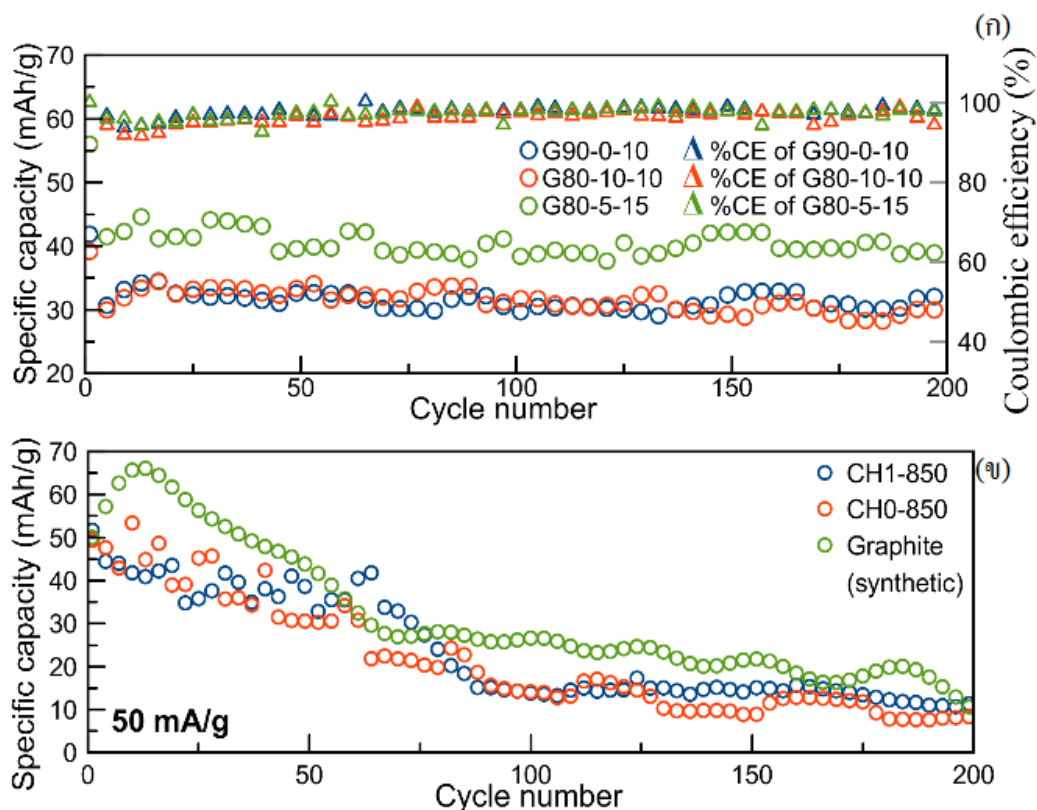 (ก)
Specific capacity (mAh/g)
70
60
50
40
30
20
G90-0-10
G80-10-10
G80-5-15
%CE of G90-0-10
%CE of G80-10-10
%CE of G80-5-15
100
80
60
40
Coulombic efficiency (%)
0 50 100 150 200
Cycle number
(ข)
Specific capacity (mAh/g)
70
60
50
40
30
20
10
0
CH1-850
CH0-850
Graphite
(synthetic)
50 mA/g
0 50 100 150 200
Cycle number